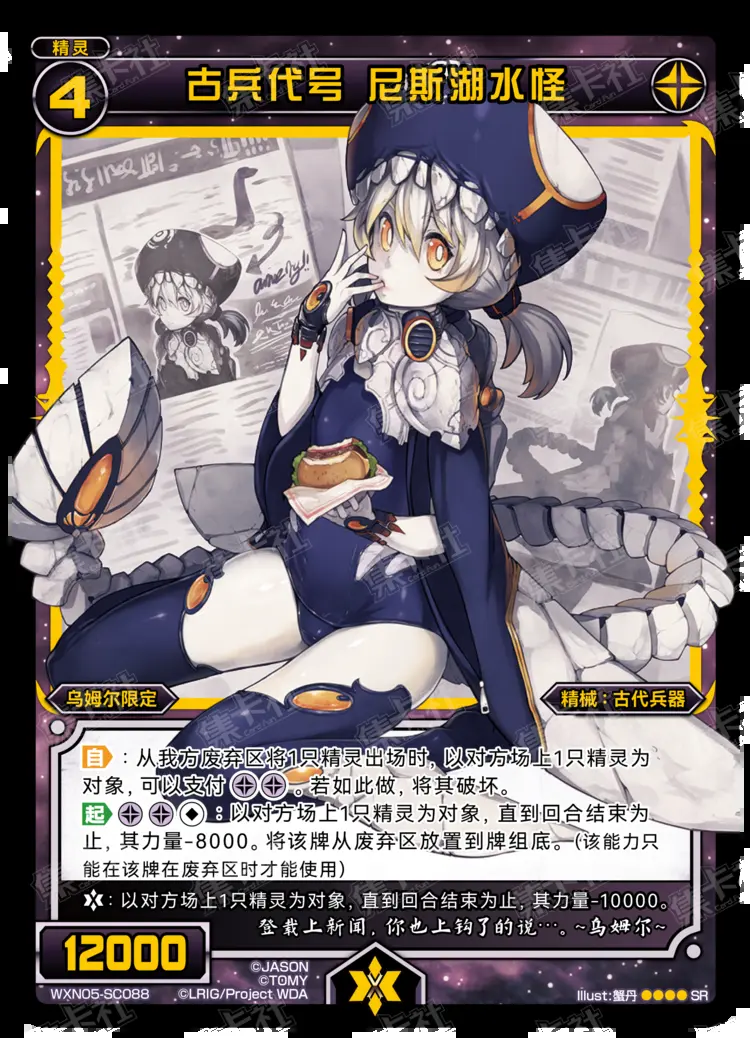 精灵
4
古兵代号 尼斯湖水怪
amazing!!
乌姆尔限定
精械：古代兵器
自：从我方废弃区将1只精灵出场时，以对方场上1只精灵为
对象，可以支付。若如此做，将其破坏。
起：以对方场上1只精灵为对象，直到回合结束为
止，其力量-8000。将该牌从废弃区放置到牌组底。（该能力只
能在该牌在废弃区时才能使用）
：以对方场上1只精灵为对象，直到回合结束为止，其力量-10000。
登载上新闻，你也上钩了的说…。~乌姆尔~
12000
©JASON
©TOMY
WXN05-SC088 ©LRIG/Project WDA
Illust:蟹丹 SR
集卡社